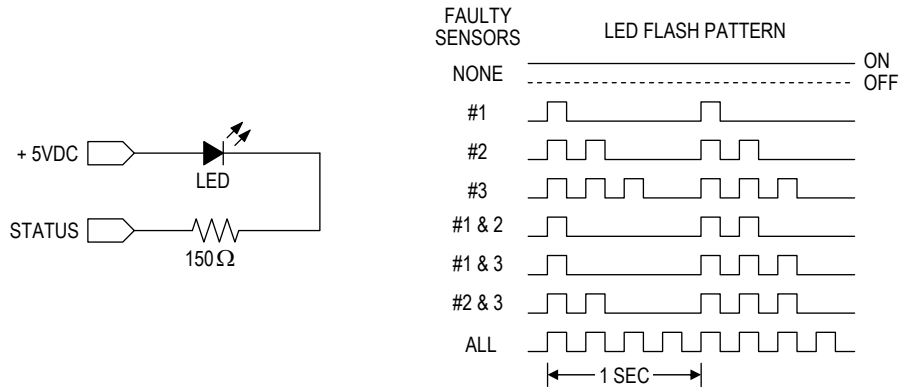 + 5VDC
LED
STATUS
150Ω
FAULTY
SENSORS
LED FLASH PATTERN
NONE
ON
OFF
#1
#2
#3
#1 & 2
#1 & 3
#2 & 3
ALL
1 SEC